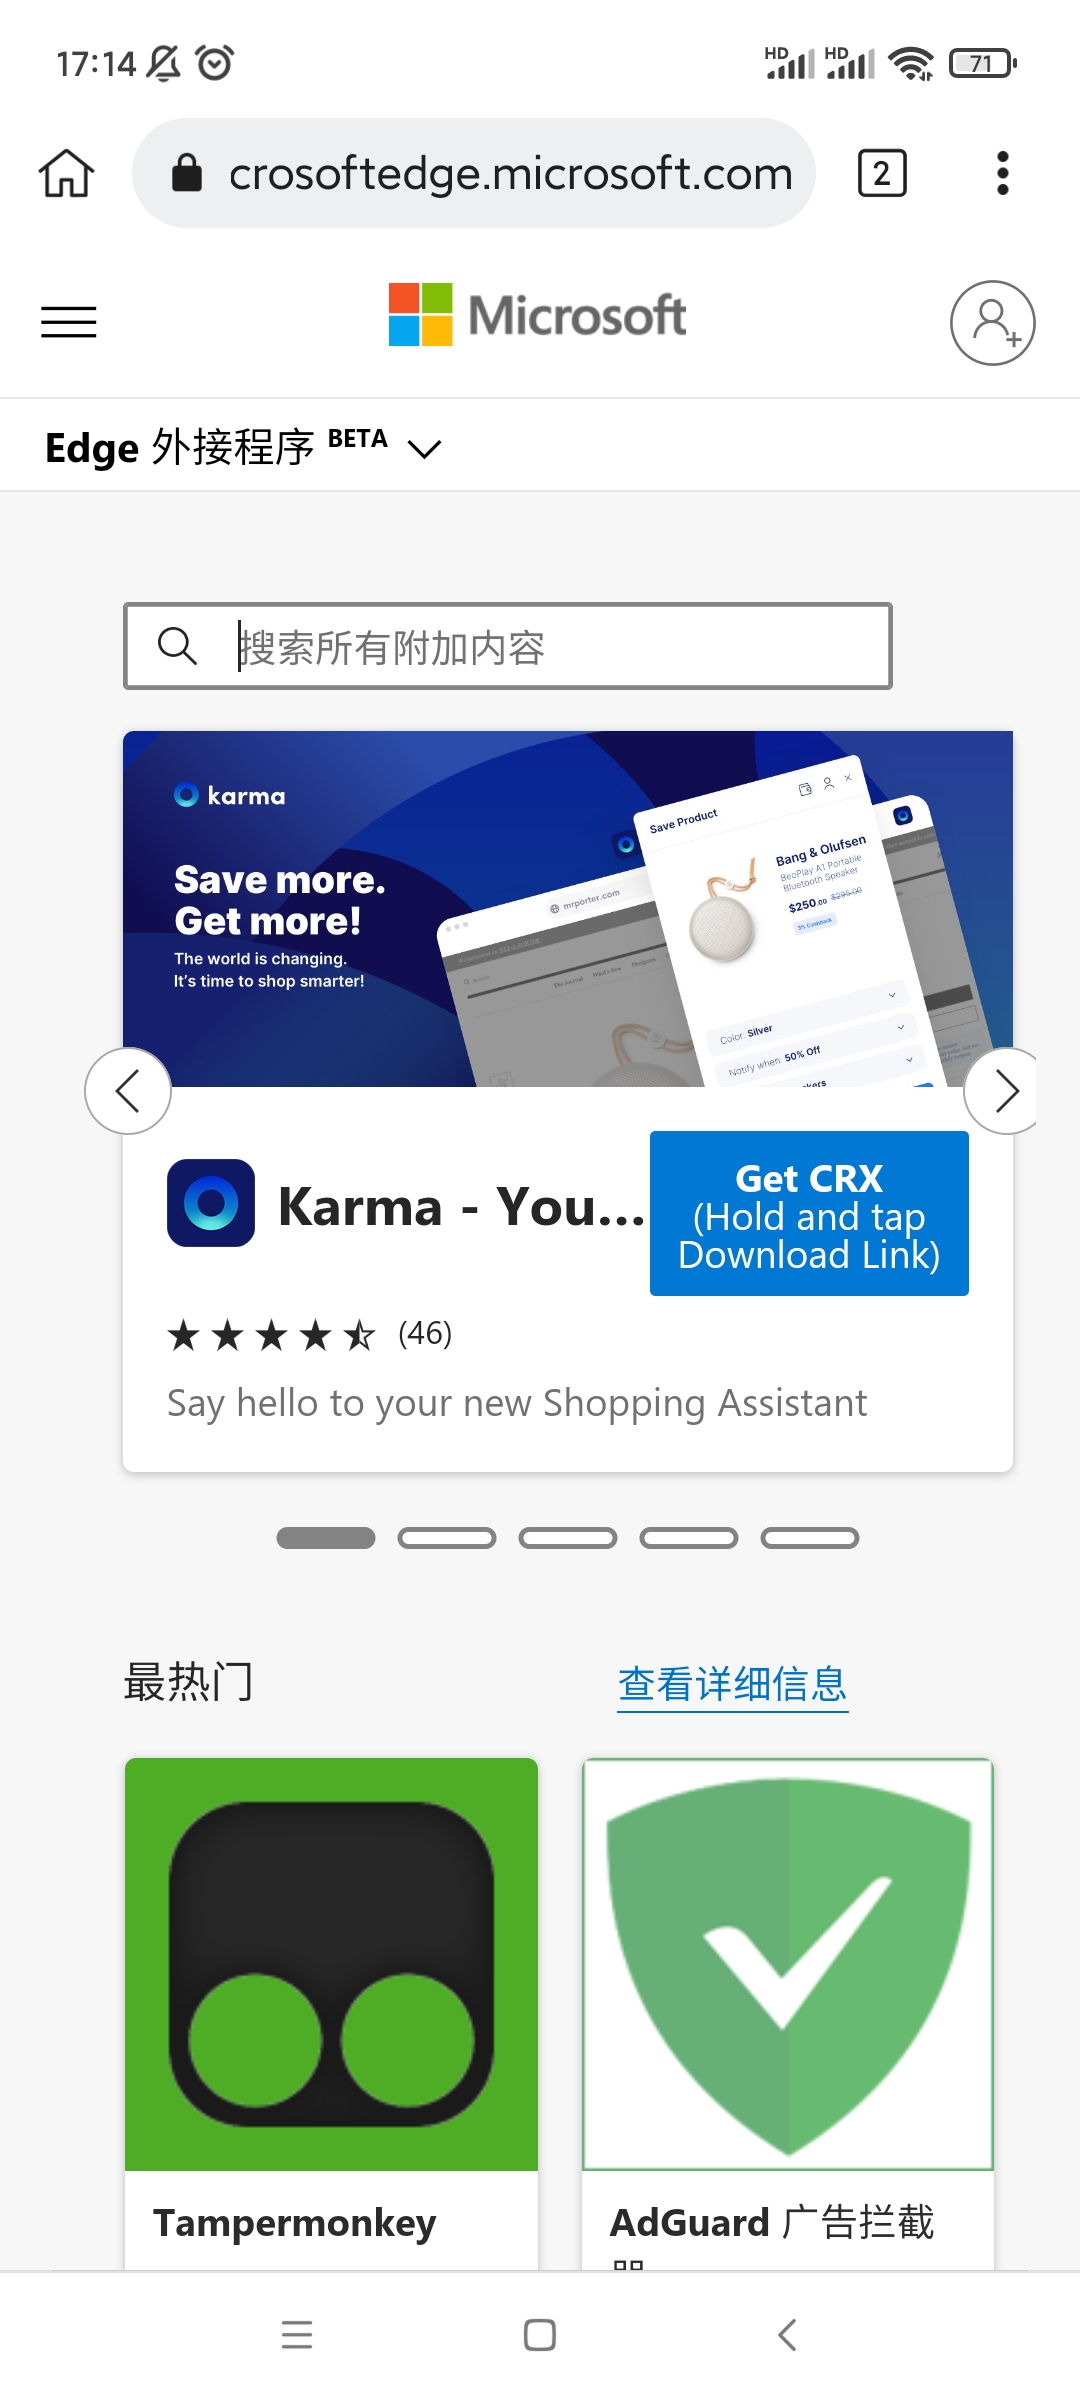 17:14
HD HD 71
crosoftedge.microsoft.com
2
Microsoft
Edge 外接程序 BETA
搜索所有附加内容
karma
Save more.
Get more!
The world is changing.
It's time to shop smarter!
mrporter.com
Save Product
Bang & Olufsen
BeoPlay A1 Portable
Bluetooth Speaker
$250.00 $295.00
3% Cashback
Color: Silver
Notify when: 50% Off
Karma - You...
Get CRX
(Hold and tap
Download Link)
(46)
Say hello to your new Shopping Assistant
最热门
查看详细信息
Tampermonkey
AdGuard 广告拦截